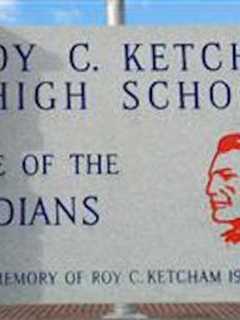 OY C. KETCH
HIGH SCHO
E OF THE
DIANS
MEMORY OF ROY C. KETCHAM 19